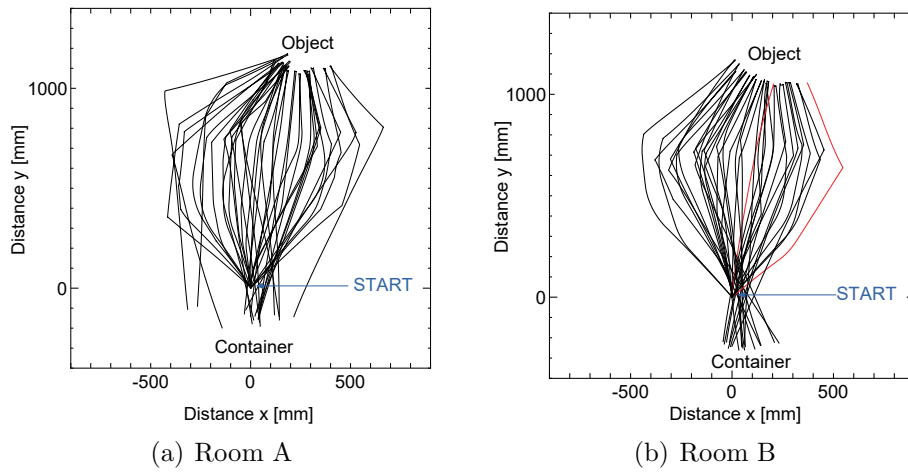 Object
1000
Distance y [mm]
0
START
Container
-500
0
500
Distance x [mm]
(a) Room A
Object
1000
Distance y [mm]
0
START
Container
-500
0
500
Distance x [mm]
(b) Room B